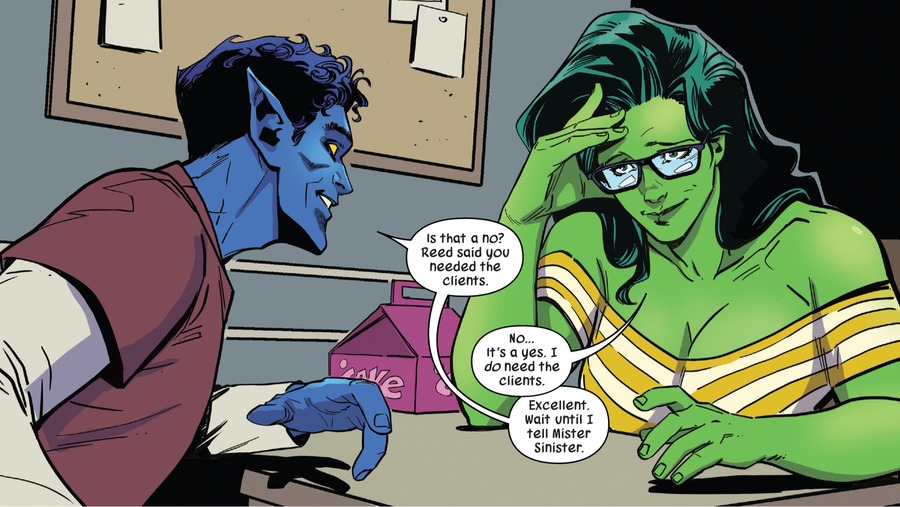 Is that a no?
Reed said you
needed the
clients.
No...
It's a yes. I
do need the
clients.
Excellent.
Wait until I
tell Mister
Sinister.